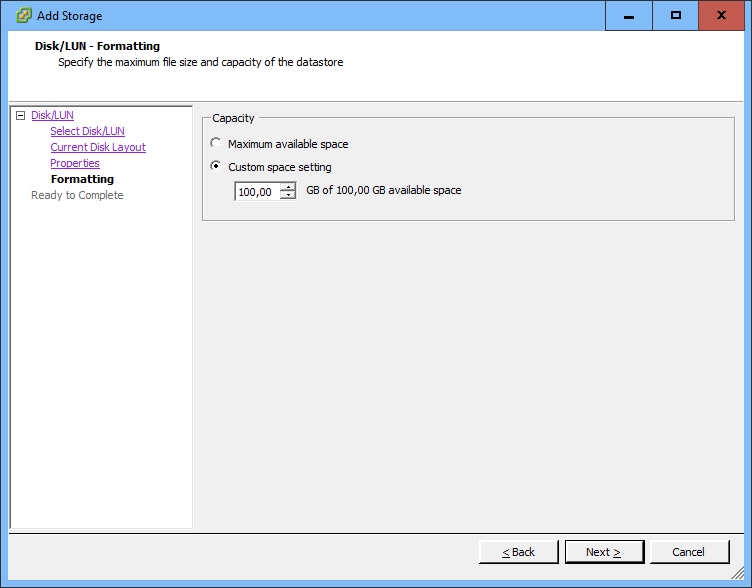 Add Storage
Disk/LUN - Formatting
Specify the maximum file size and capacity of the datastore
Disk/LUN
Select Disk/LUN
Current Disk Layout
Properties
Formatting
Ready to Complete
Capacity
Maximum available space
Custom space setting
100,00 GB of 100,00 GB available space
< Back Next > Cancel